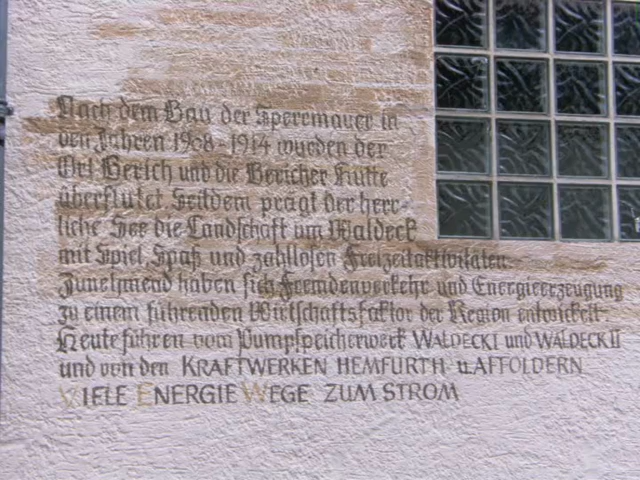 Nach dem Bau der Sperrmauer in
den Jahren 1908-1914 wurden der
Ort Berich und die Bericher Hütte
überflutet. Seitdem prägt der herr-
liche See die Landschaft um Waldeck
mit Spiel, Spaß und zahllosen Freizeitaktivitäten.
Zunehmend haben sich Fremdenverkehr und Energieerzeugung
zu einem führenden Wirtschaftsfaktor der Region entwickelt.
Heute führen vom Pumpspeicherwerk WALDECK I und WALDECK II
und von den KRAFTWERKEN HEMFURTH u. AFFOLDERN
VIELE ENERGIE WEGE ZUM STROM